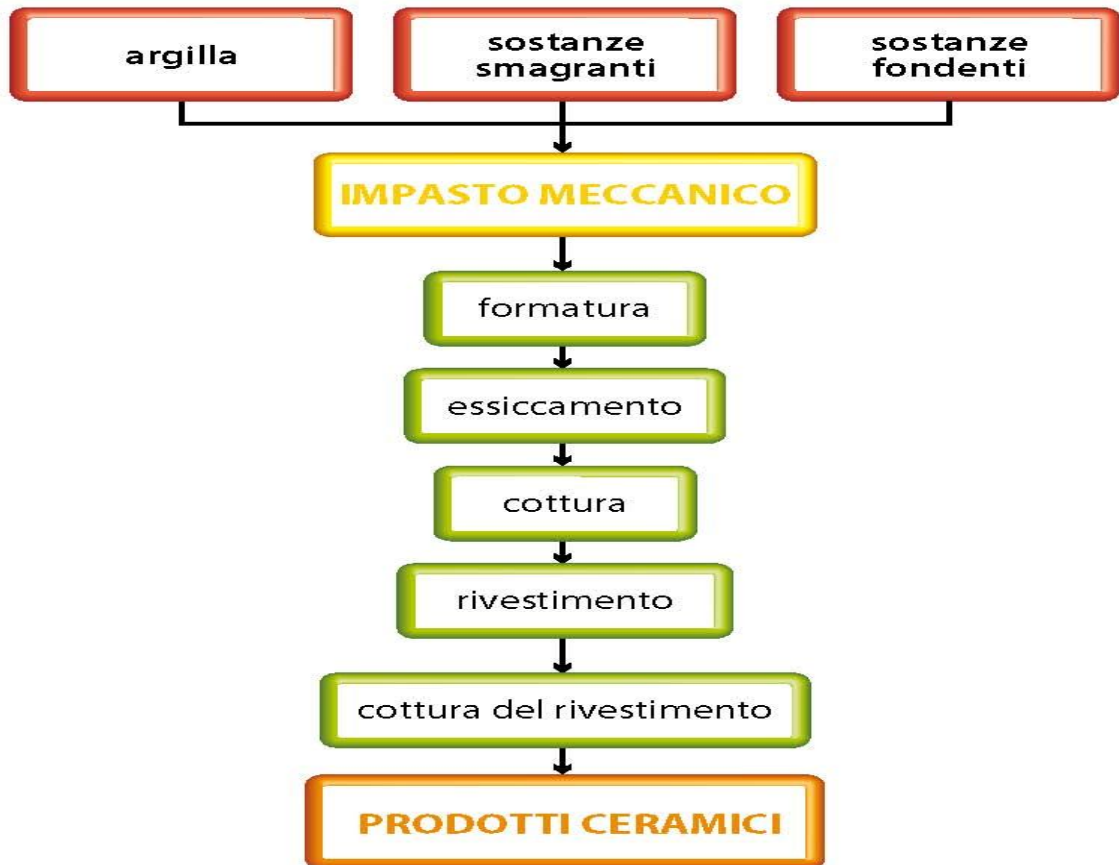 argilla
sostanze
smagranti
sostanze
fondenti
IMPASTO MECCANICO
formatura
essiccamento
cottura
rivestimento
cottura del rivestimento
PRODOTTI CERAMICI